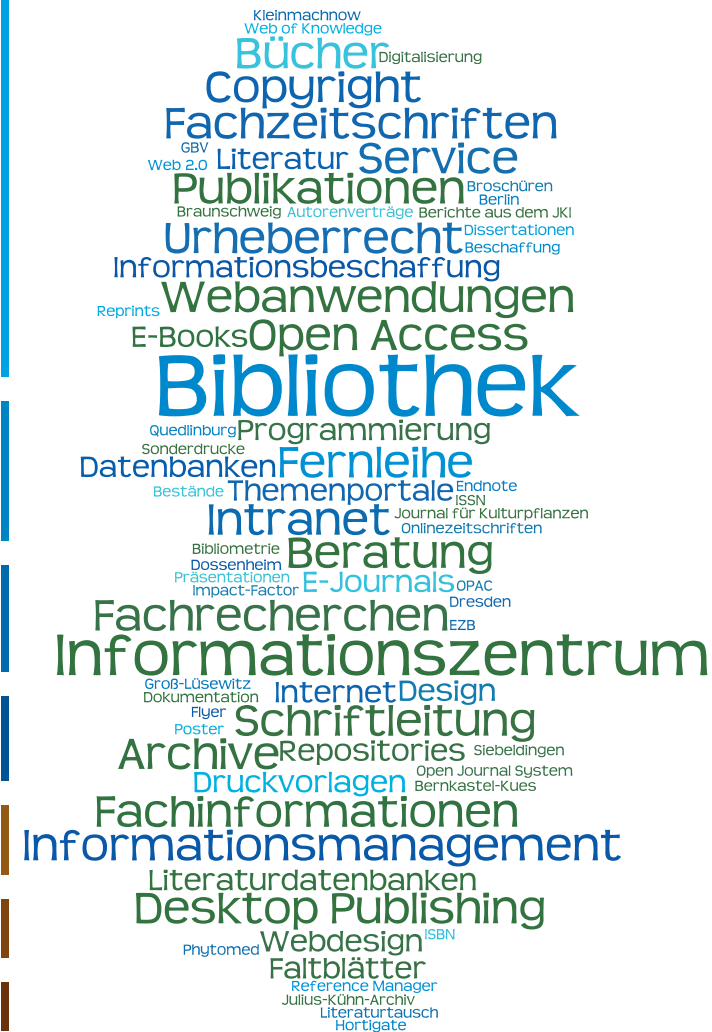 Kleinmachnow
Web of Knowledge
Bücher
Digitalisierung
Copyright
Fachzeitschriften
GBV
Web 2.0
Literatur
Service
Publikationen
Broschüren
Berlin
Braunschweig
Autorenverträge
Berichte aus dem JKI
Urheberrecht
Dissertationen
Beschaffung
Informationsbeschaffung
Webanwendungen
Reprints
E-Books
Open Access
Bibliothek
Quedlinburg
Programmierung
Sonderdrucke
Datenbanken
Fernleihe
Bestände
Themenportale
Endnote
ISSN
Intranet
Journal für Kulturpflanzen
Onlinezeitschriften
Bibliometrie
Beratung
Dossenheim
Präsentationen
E-Journals
OPAC
Impact-Factor
Dresden
Fachrecherchen
EZB
Informationszentrum
Groß-Lüsewitz
Internet
Design
Dokumentation
Flyer
Poster
Schriftleitung
Archive
Repositories
Siebeldingen
Open Journal System
Druckvorlagen
Bernkastel-Kues
Fachinformationen
Informationsmanagement
Literaturdatenbanken
Desktop Publishing
Phytomed
Webdesign
ISBN
Faltblätter
Reference Manager
Julius-Kühn-Archiv
Literaturtausch
Hortigate